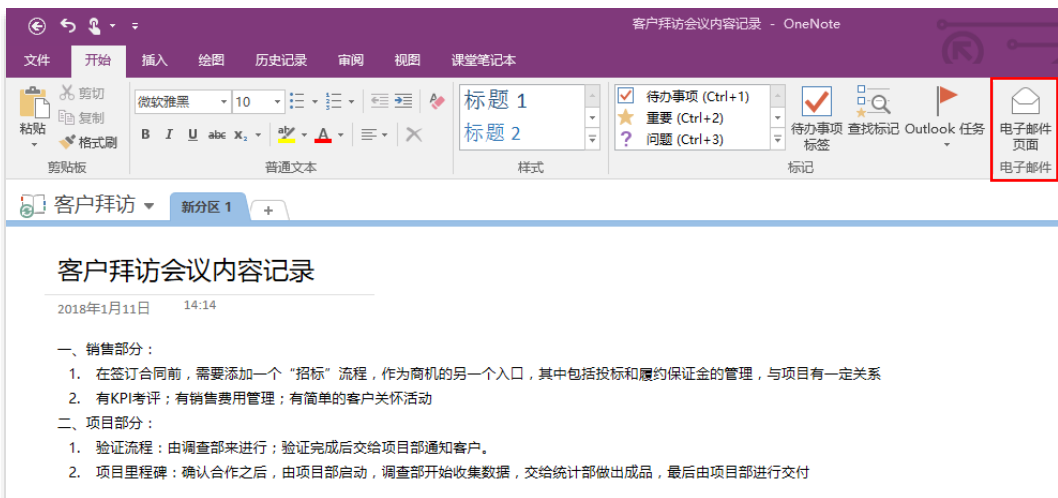 客户拜访会议内容记录 - OneNote
文件 开始 插入 绘图 历史记录 审阅 视图 课堂笔记本
粘贴 剪切 复制 格式刷
剪贴板
微软雅黑 10
B I U abc X₂ aby A
普通文本
标题 1
标题 2
样式
待办事项 (Ctrl+1)
重要 (Ctrl+2)
? 问题 (Ctrl+3)
待办事项标签 查找标记 Outlook 任务
标记
电子邮件页面
电子邮件
客户拜访 新分区 1 +
客户拜访会议内容记录
2018年1月11日 14:14
一、销售部分：
1. 在签订合同前，需要添加一个“招标”流程，作为商机的另一个入口，其中包括投标和履约保证金的管理，与项目有一定关系
2. 有KPI考评；有销售费用管理；有简单的客户关怀活动
二、项目部分：
1. 验证流程：由调查部来进行；验证完成后交给项目部通知客户。
2. 项目里程碑：确认合作之后，由项目部启动，调查部开始收集数据，交给统计部做出成品，最后由项目部进行交付